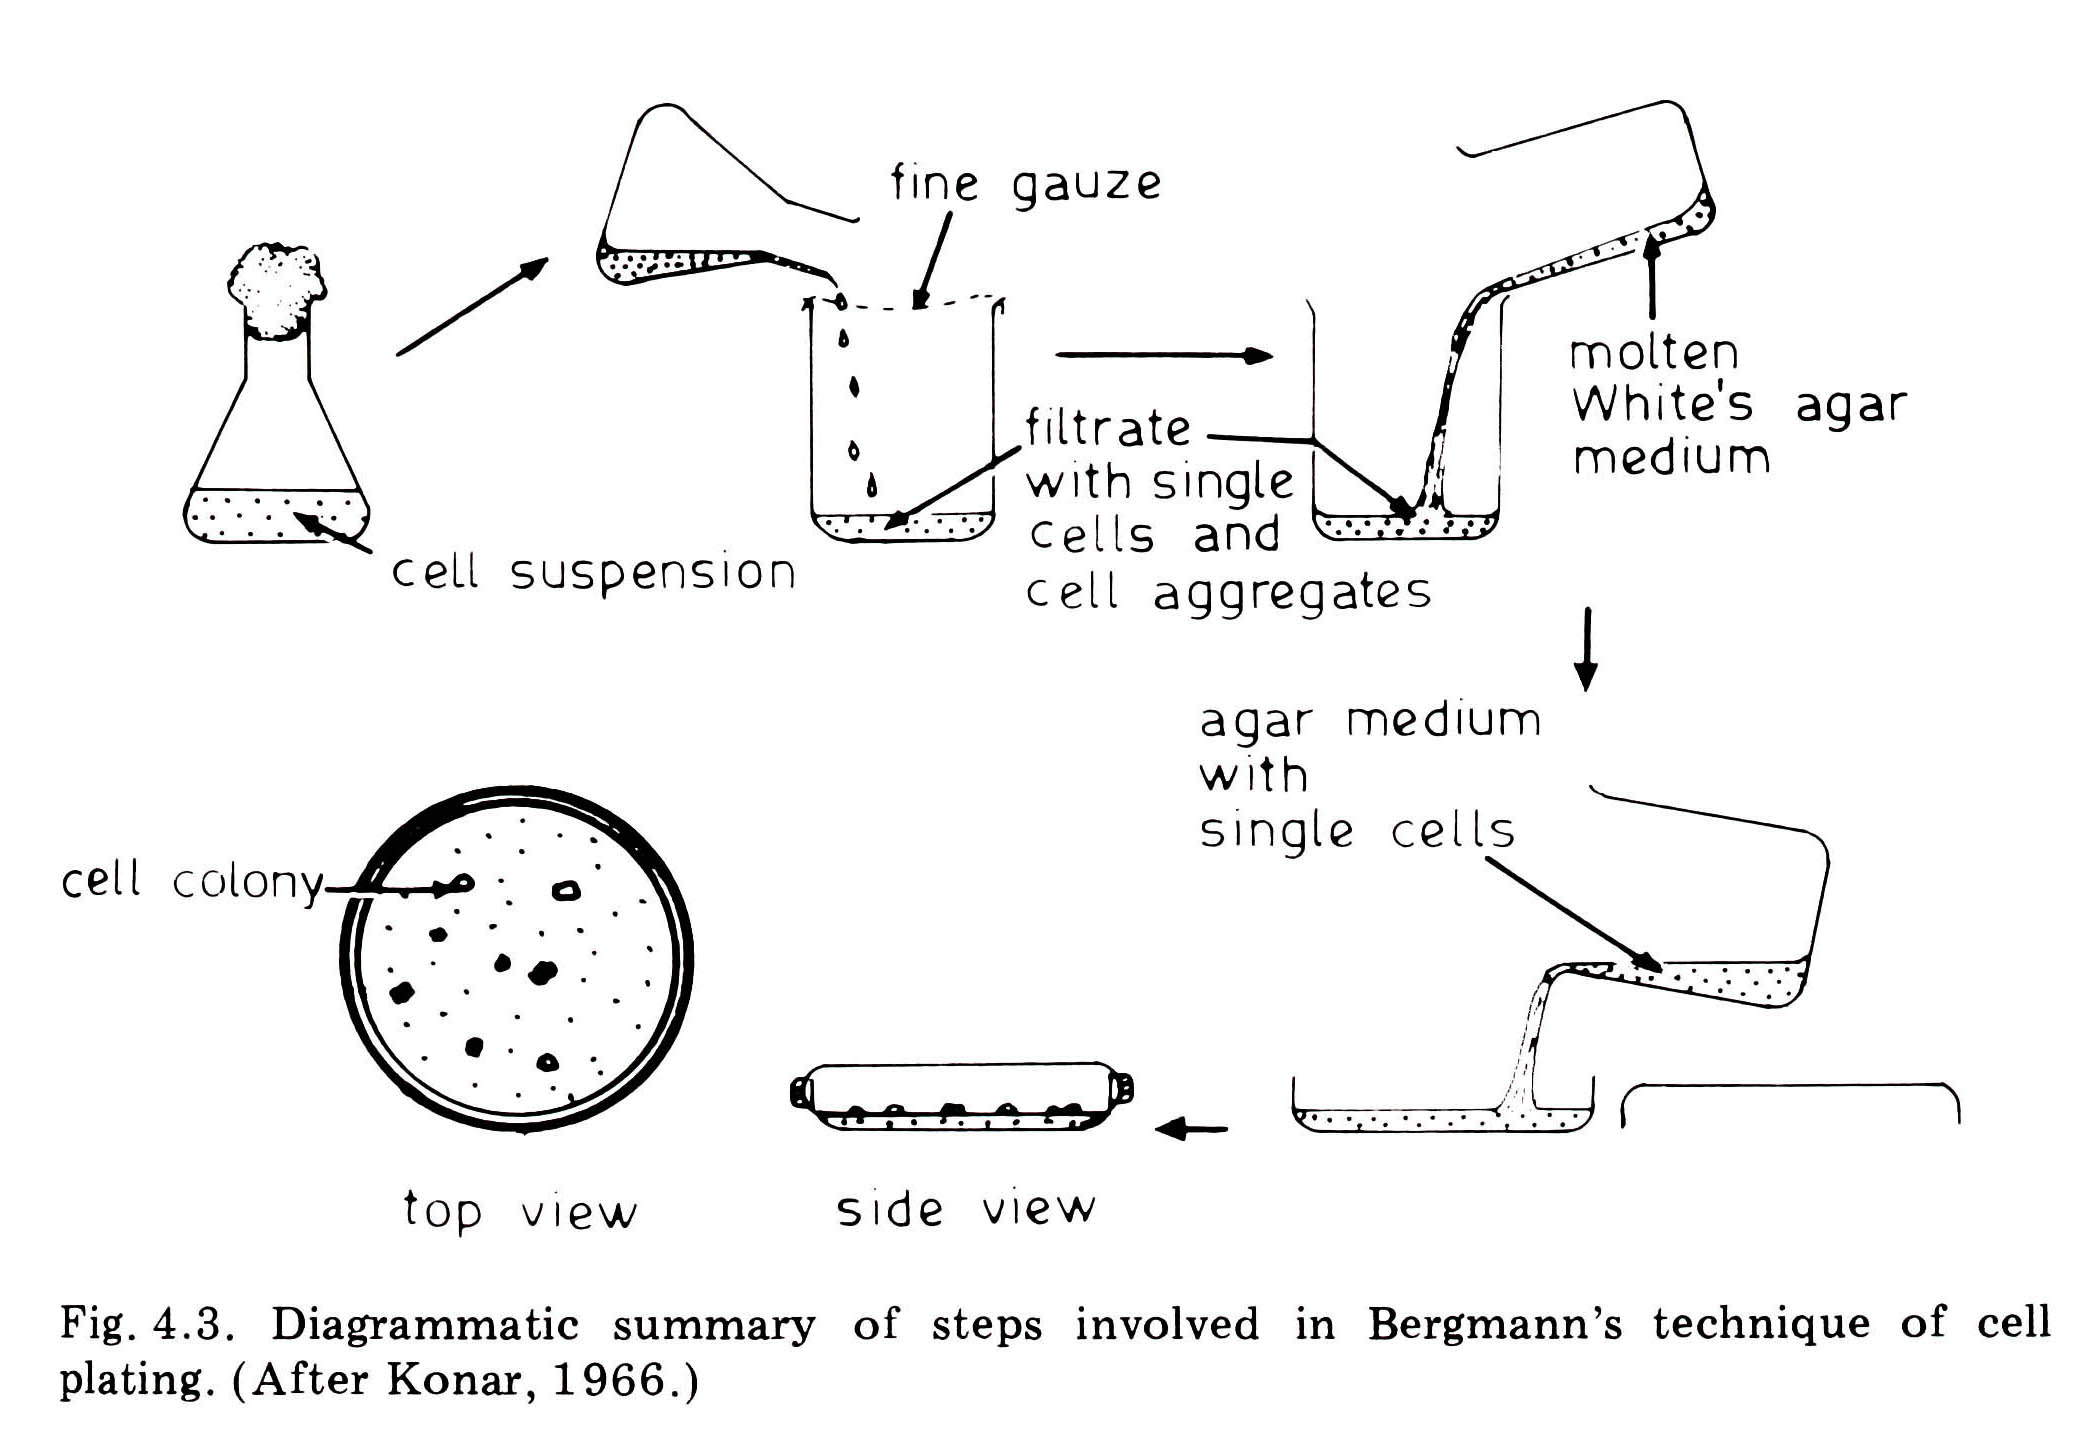 fine gauze
cell suspension
filtrate
with single
cells and
cell aggregates
molten
White's agar
medium
agar medium
with
single cells
cell colony
top view
side view
Fig. 4.3. Diagrammatic summary of steps involved in Bergmann's technique of cell
plating. (After Konar, 1966.)